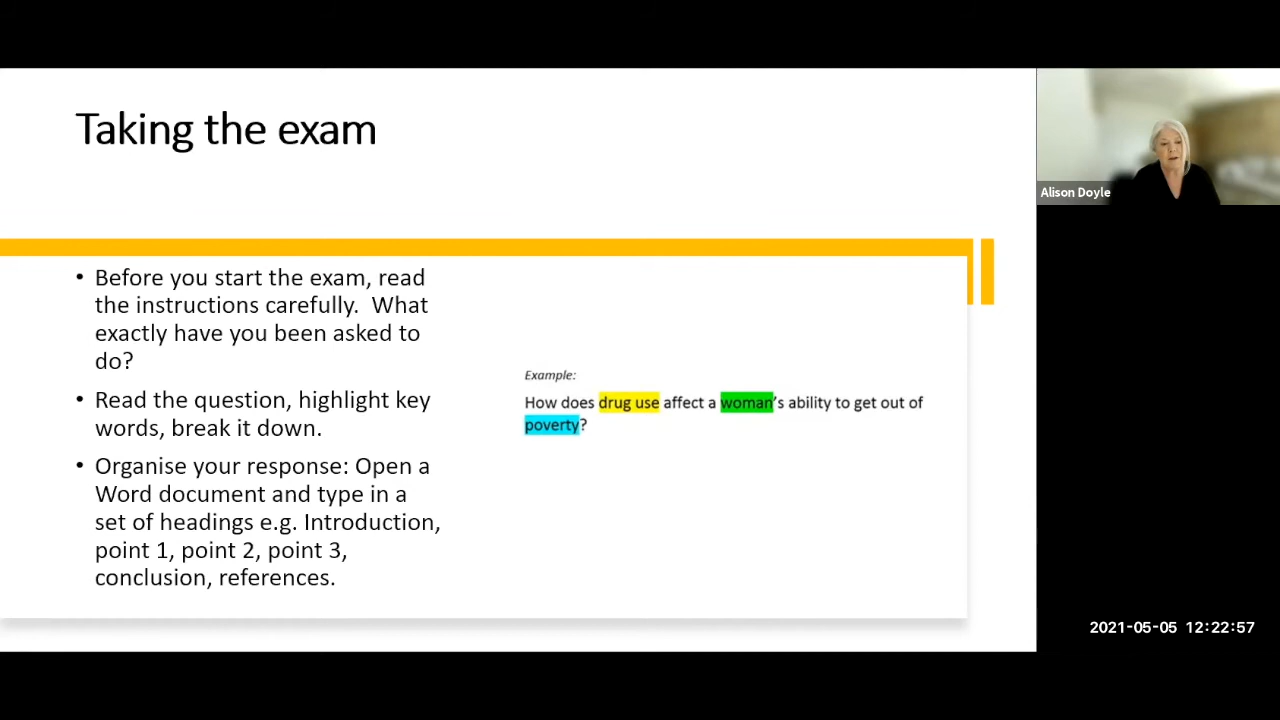 Taking the exam
Alison Doyle
• Before you start the exam, read
the instructions carefully.  What
exactly have you been asked to
do?
• Read the question, highlight key
words, break it down.
• Organise your response: Open a
Word document and type in a
set of headings e.g. Introduction,
point 1, point 2, point 3,
conclusion, references.
Example:
How does drug use affect a woman's ability to get out of
poverty?
2021-05-05 12:22:57